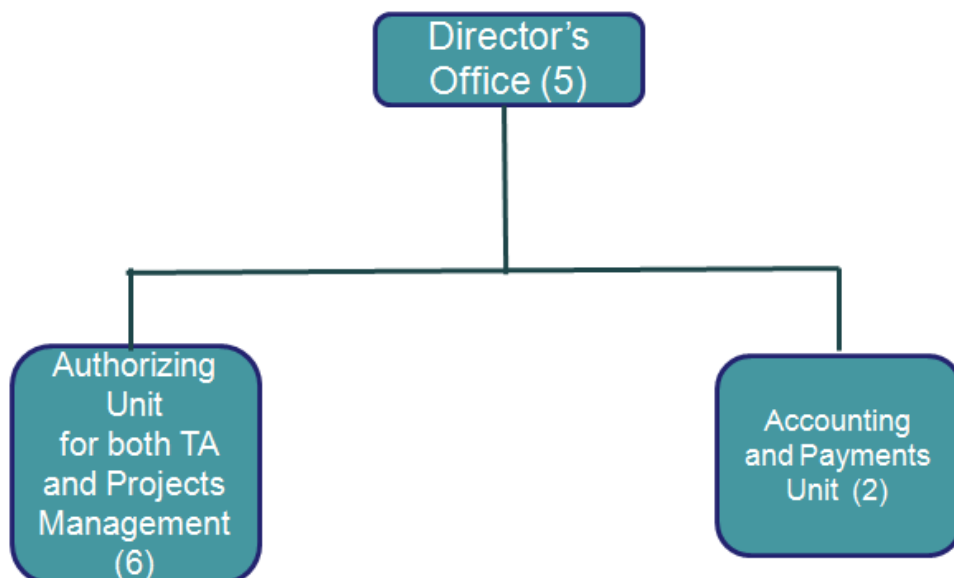 Director’s
Office (5)
Authorizing
Unit
for both TA
and Projects
Management
(6)
Accounting
and Payments
Unit (2)